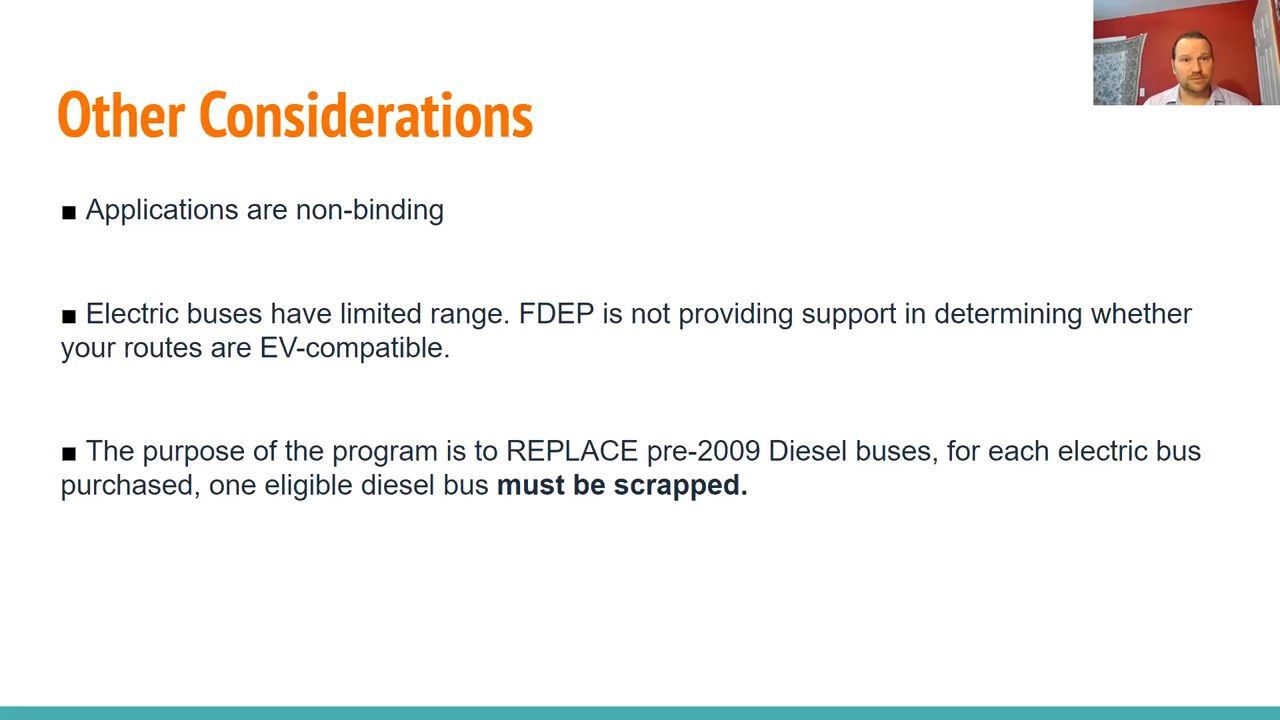 Other Considerations
■ Applications are non-binding
■ Electric buses have limited range. FDEP is not providing support in determining whether
your routes are EV-compatible.
■ The purpose of the program is to REPLACE pre-2009 Diesel buses, for each electric bus
purchased, one eligible diesel bus must be scrapped.